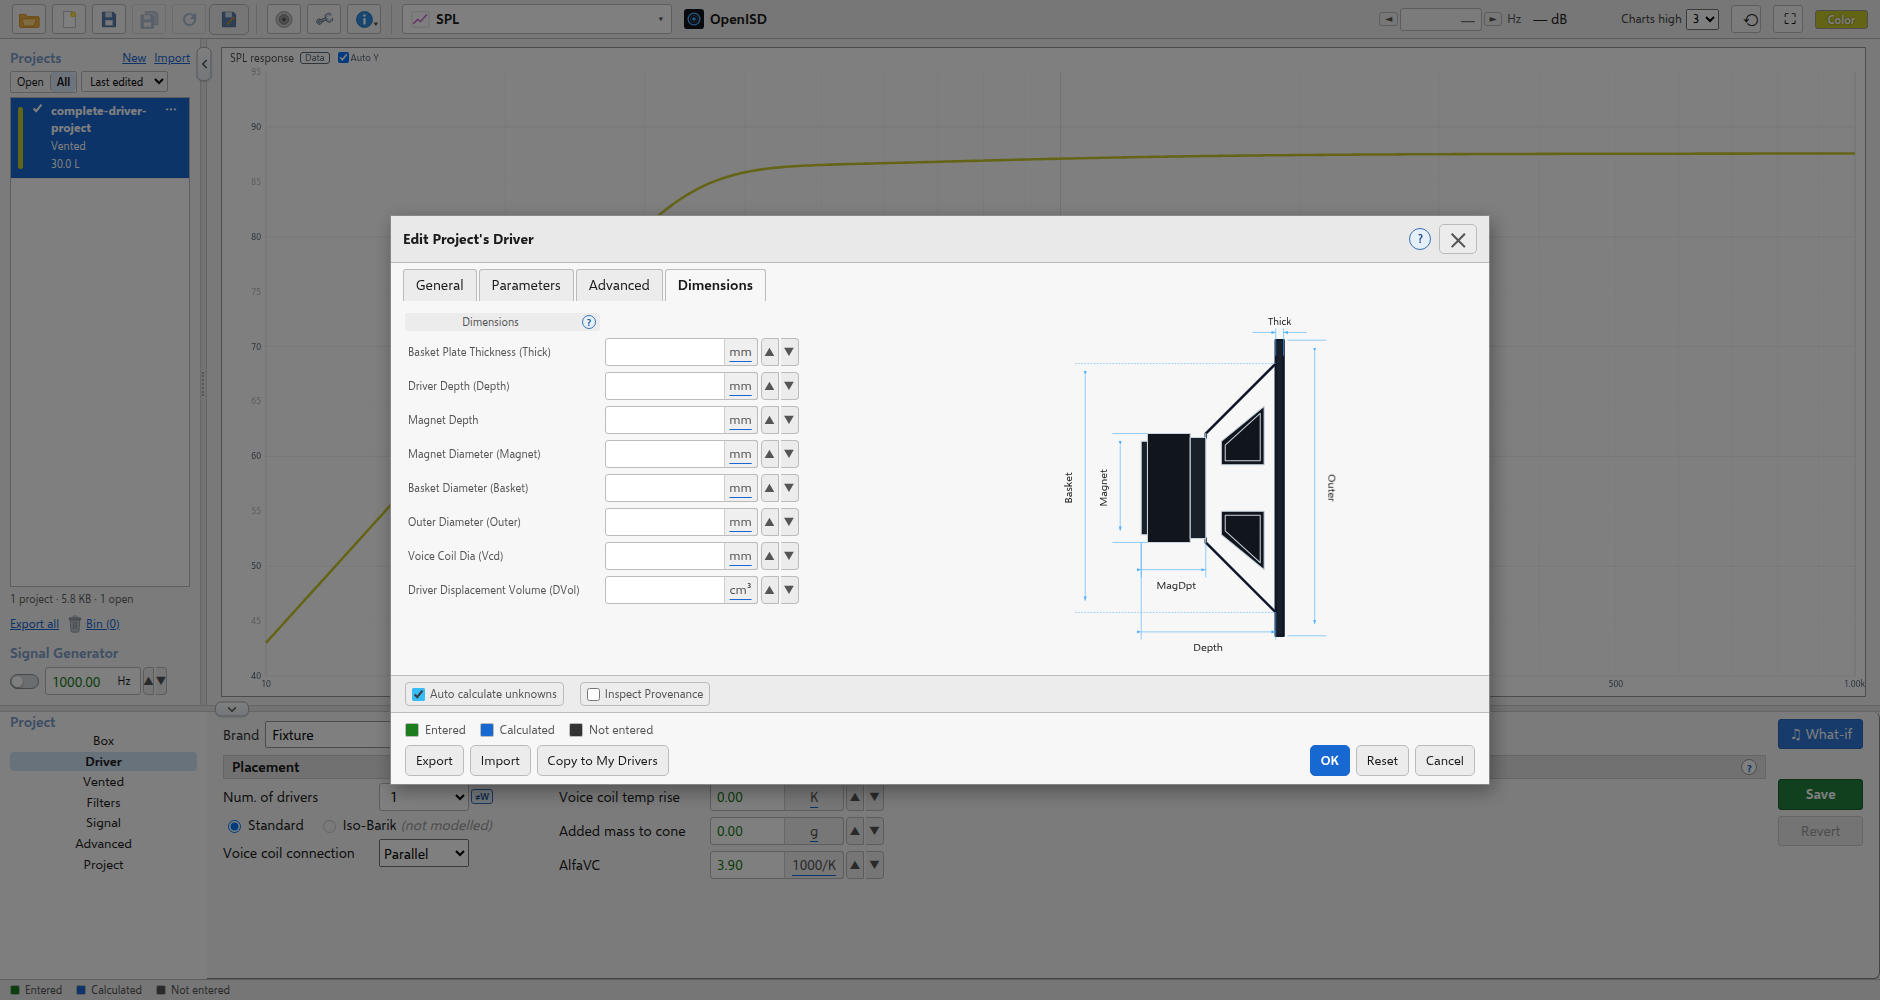 SPL
OpenISD
—
Hz
— dB
Charts high
3
Color
Projects
New
Import
Open
All
Last edited
complete-driver-
project
Vented
30.0 L
1 project · 5.8 KB · 1 open
Export all
Bin (0)
Signal Generator
1000.00
Hz
SPL response
Data
Auto Y
95
90
85
80
75
70
65
60
55
50
45
40
10
500
1.00k
Edit Project's Driver
?
General
Parameters
Advanced
Dimensions
Dimensions
?
Basket Plate Thickness (Thick)
mm
Driver Depth (Depth)
mm
Magnet Depth
mm
Magnet Diameter (Magnet)
mm
Basket Diameter (Basket)
mm
Outer Diameter (Outer)
mm
Voice Coil Dia (Vcd)
mm
Driver Displacement Volume (DVol)
cm³
Thick
Basket
Magnet
Outer
MagDpt
Depth
Auto calculate unknowns
Inspect Provenance
Entered
Calculated
Not entered
Export
Import
Copy to My Drivers
OK
Reset
Cancel
Project
Box
Driver
Vented
Filters
Signal
Advanced
Project
Brand
Fixture
Placement
?
Num. of drivers
1
≠W
Standard
Iso-Barik (not modelled)
Voice coil connection
Parallel
Voice coil temp rise
0.00
K
Added mass to cone
0.00
g
AlfaVC
3.90
1000/K
♫ What-if
Save
Revert
Entered
Calculated
Not entered